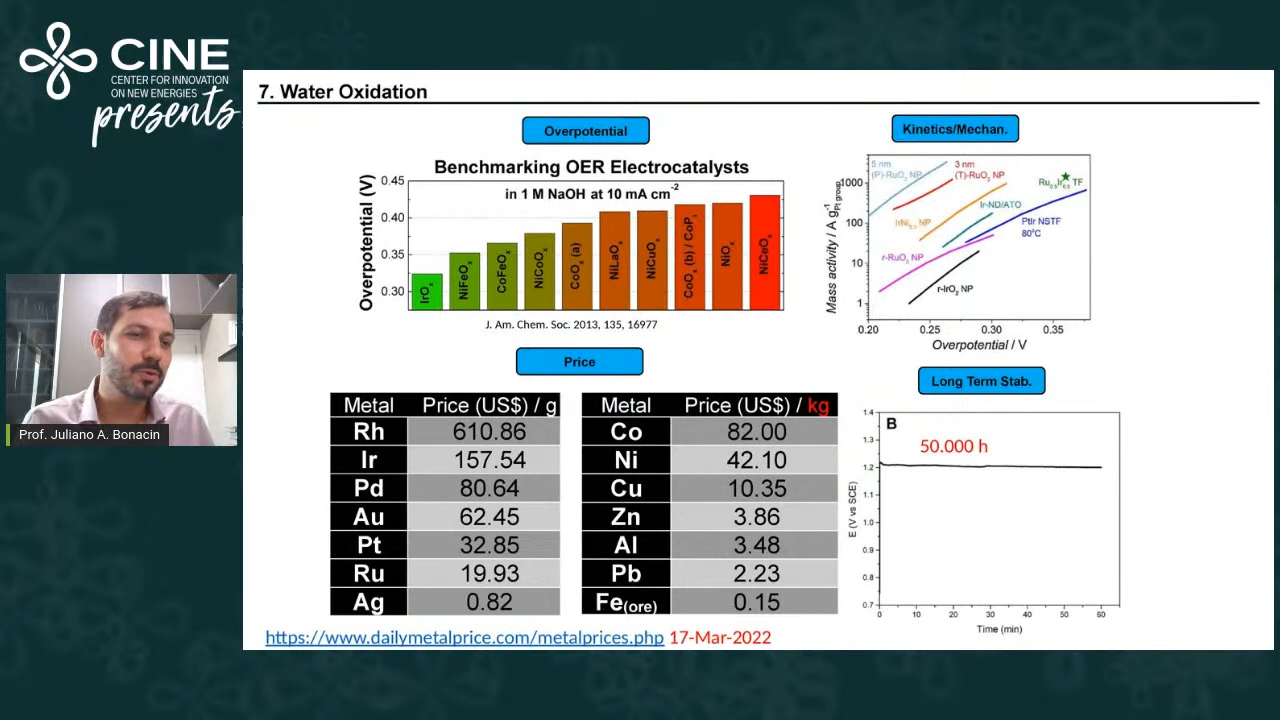 CINE
CENTER FOR INNOVATION
ON NEW ENERGIES
presents
7. Water Oxidation
Overpotential
Benchmarking OER Electrocatalysts
in 1 M NaOH at 10 mA cm-2
Overpotential (V)
0.45
0.40
0.35
0.30
IrOx
NiFeOx
CoFeOx
NiCoOx
CoOx (a)
NiLaOx
NiCuOx
CoOx (b) / CoPi
NiOx
NiCeOx
J. Am. Chem. Soc. 2013, 135, 16977
Kinetics/Mechan.
Mass activity / A g-1Pt group
1000
100
10
1
5 nm
(P)-RuO2 NP
3 nm
(T)-RuO2 NP
Ru0.5Ir0.5 TF
Ir-ND/ATO
PtIr NSTF
80°C
r-RuO2 NP
r-IrO2 NP
0.20 0.25 0.30 0.35
Overpotential / V
Price
Metal Price (US$) / g
Rh 610.86
Ir 157.54
Pd 80.64
Au 62.45
Pt 32.85
Ru 19.93
Ag 0.82
Metal Price (US$) / kg
Co 82.00
Ni 42.10
Cu 10.35
Zn 3.86
Al 3.48
Pb 2.23
Fe(ore) 0.15
https://www.dailymetalprice.com/metalprices.php 17-Mar-2022
Long Term Stab.
B
50.000 h
E (V vs SCE)
1.4
1.3
1.2
1.1
1.0
0.9
0.8
0.7
0 10 20 30 40 50 60
Time (min)
Prof. Juliano A. Bonacin